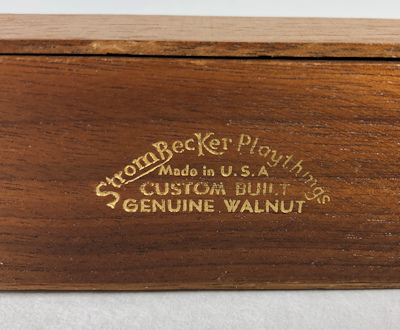 StromBecKer Playthings
Made in U.S.A
CUSTOM BUILT
GENUINE WALNUT